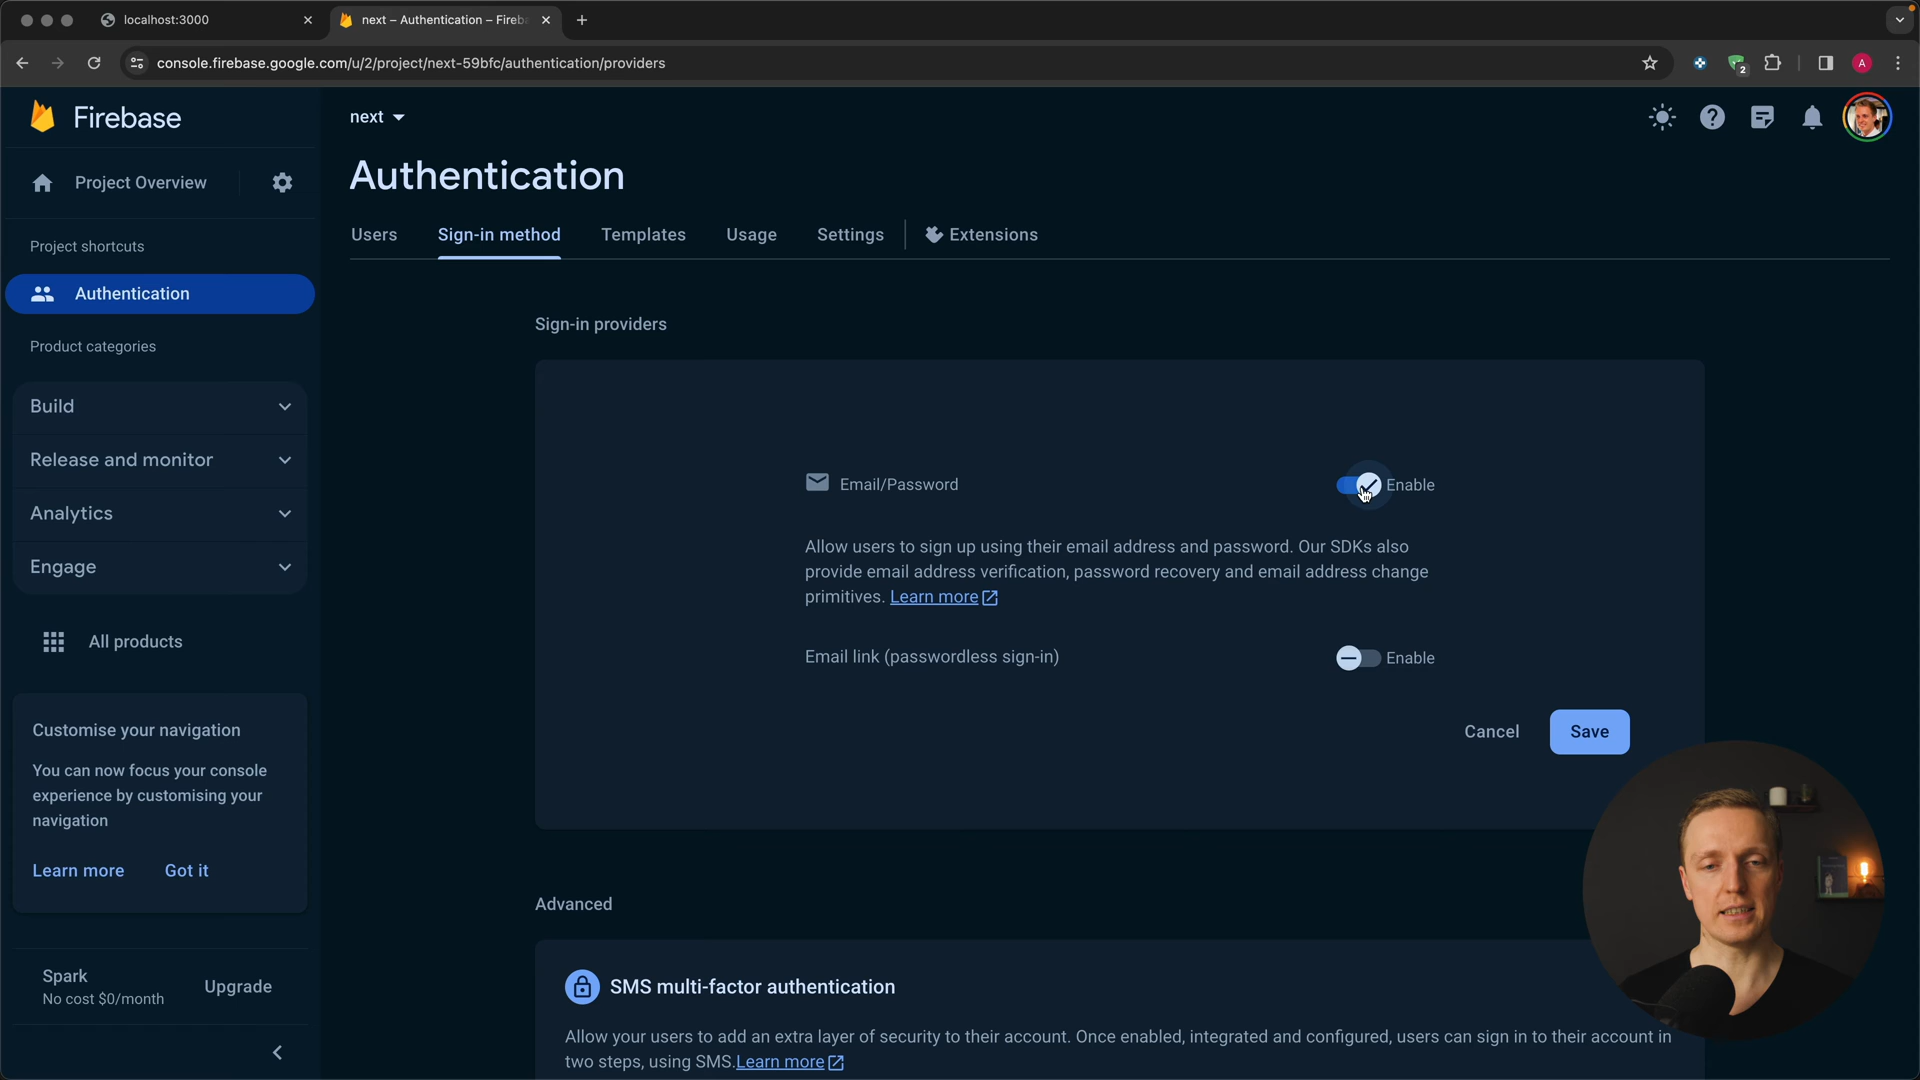 localhost:3000
next – Authentication – Fireb
console.firebase.google.com/u/2/project/next-59bfc/authentication/providers
2
A
Firebase
next
Project Overview
Authentication
Users
Sign-in method
Templates
Usage
Settings
Extensions
Project shortcuts
Authentication
Product categories
Build
Release and monitor
Analytics
Engage
All products
Customise your navigation
You can now focus your console
experience by customising your
navigation
Learn more
Got it
Spark
No cost $0/month
Upgrade
Sign-in providers
Email/Password
Enable
Allow users to sign up using their email address and password. Our SDKs also
provide email address verification, password recovery and email address change
primitives. Learn more
Email link (passwordless sign-in)
Enable
Cancel
Save
Advanced
SMS multi-factor authentication
Allow your users to add an extra layer of security to their account. Once enabled, integrated and configured, users can sign in to their account in
two steps, using SMS.Learn more